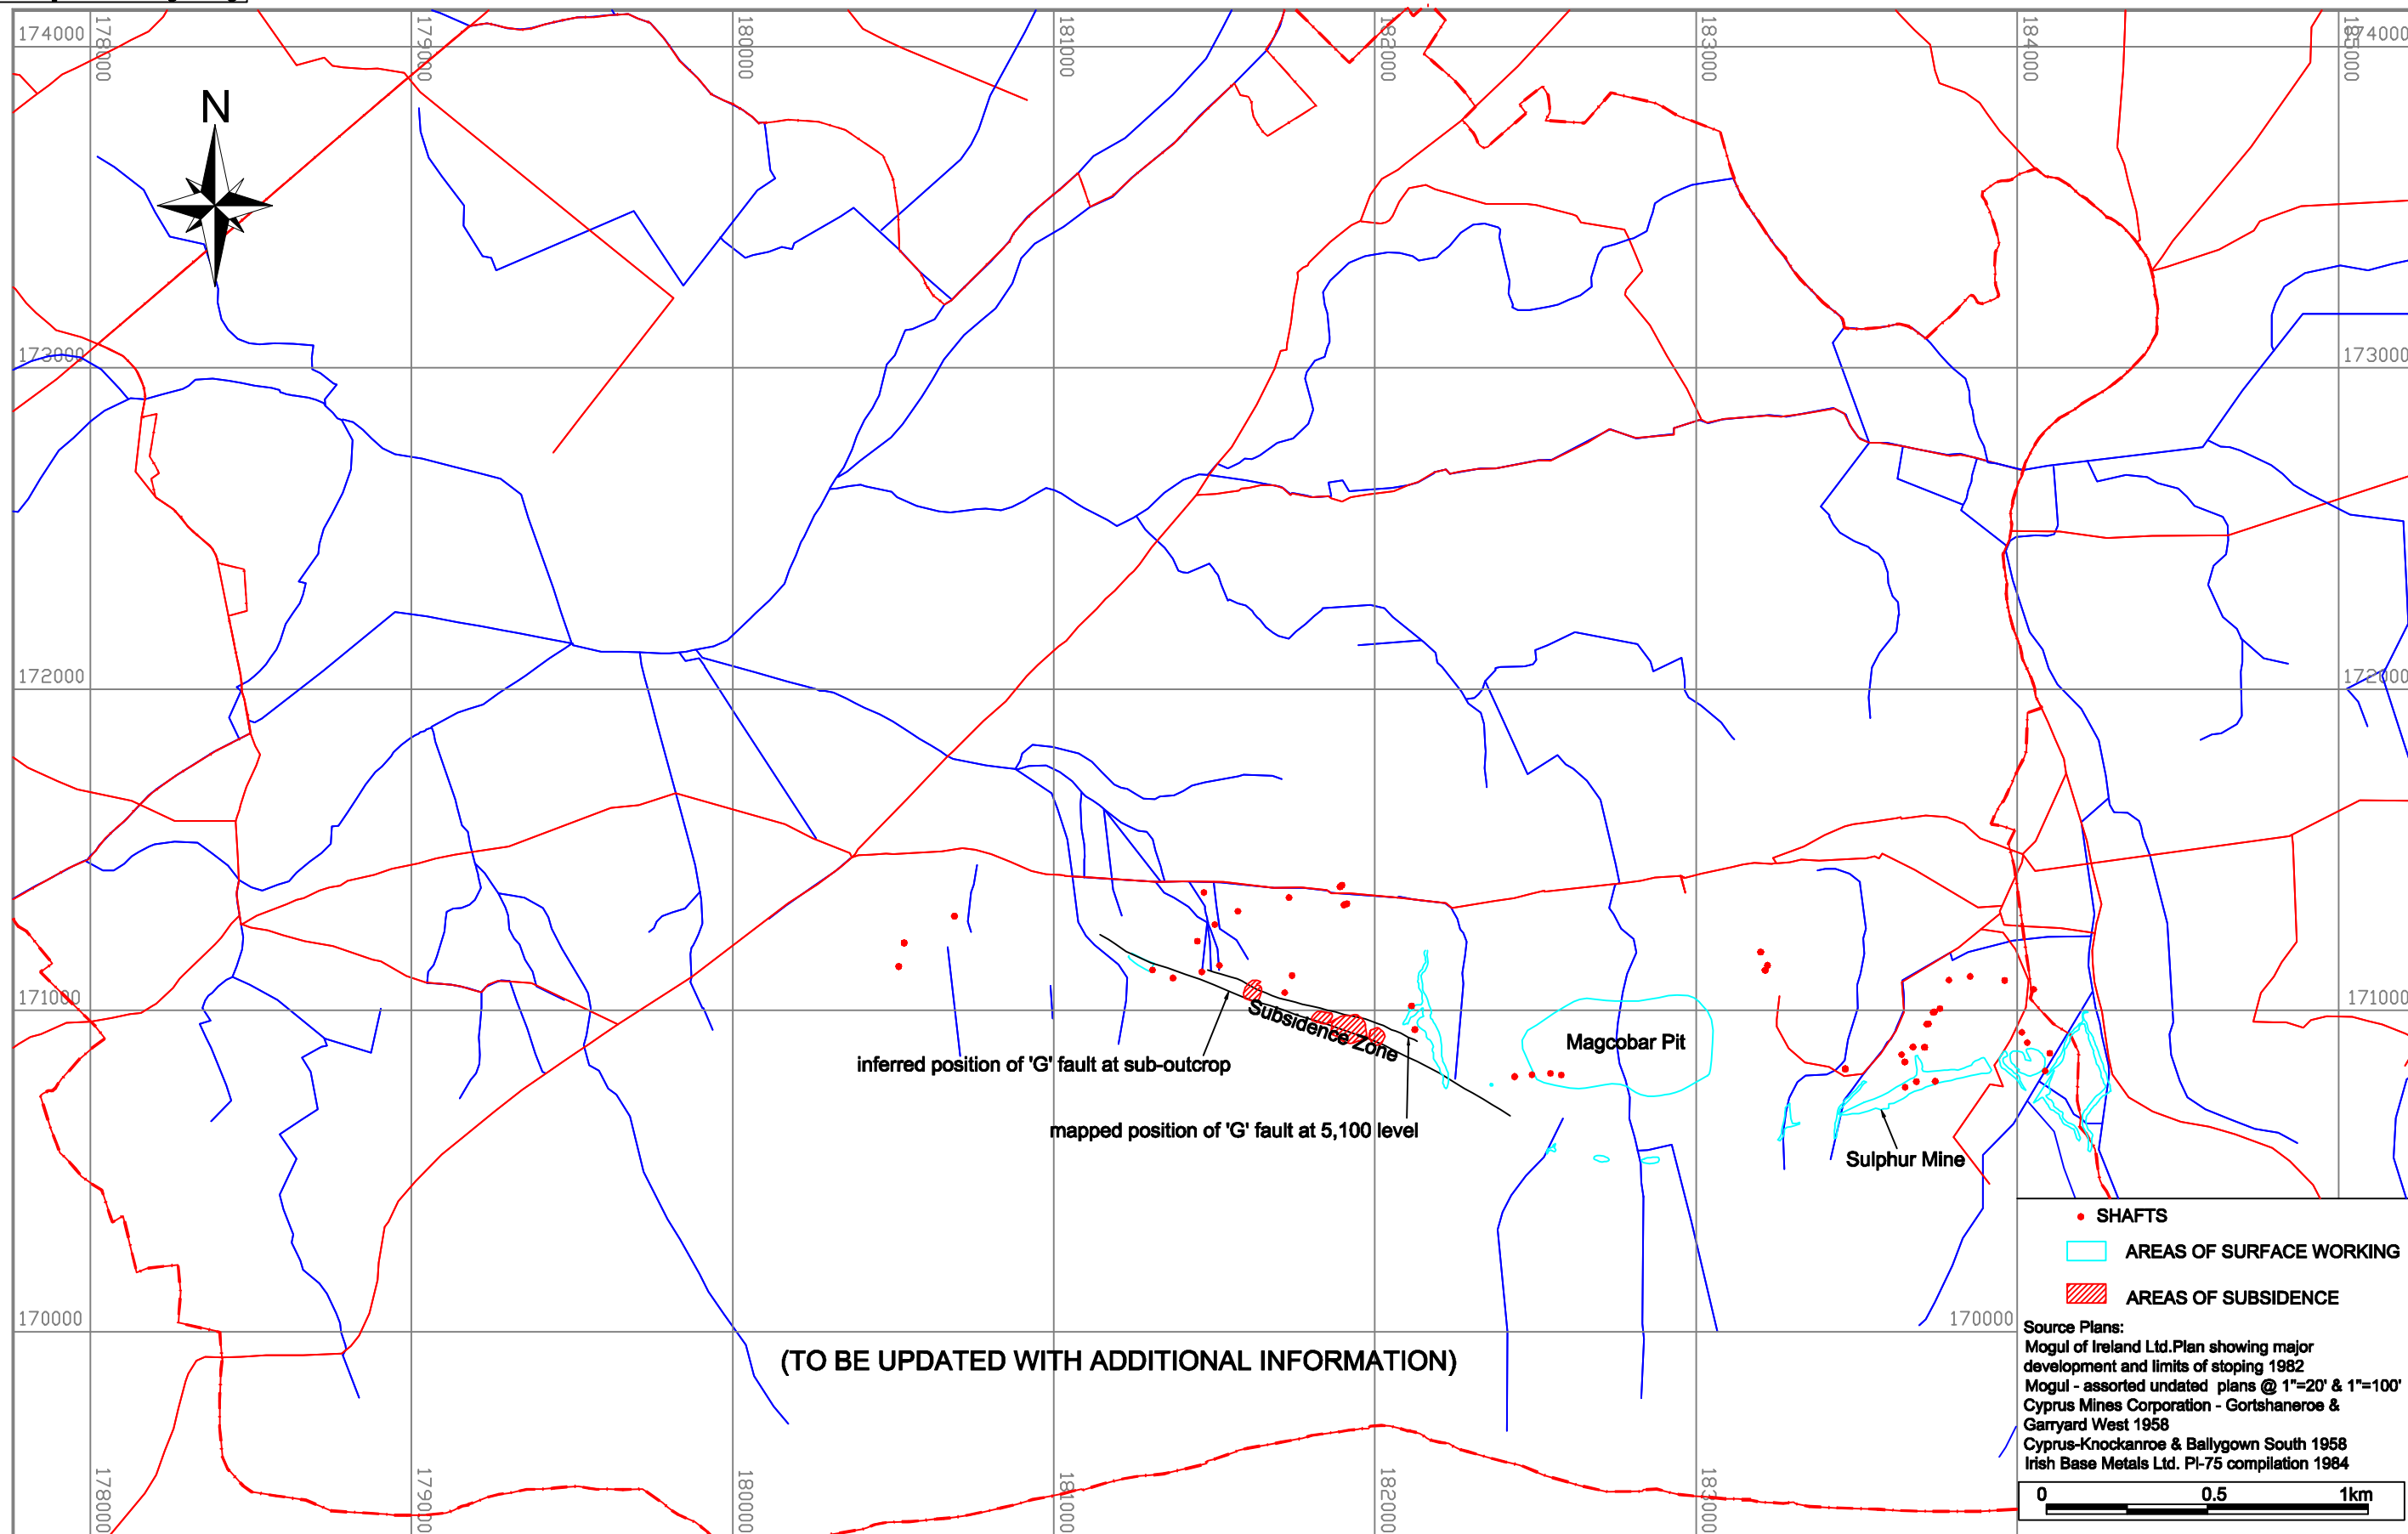 178000
179000
180000
181000
182000
183000
184000
185000
174000
174000
N
173000
173000
172000
172000
171000
171000
Magcobar Pit
Subsidence Zone
inferred position of 'G' fault at sub-outcrop
mapped position of 'G' fault at 5,100 level
Sulphur Mine
SHAFTS
AREAS OF SURFACE WORKING
AREAS OF SUBSIDENCE
170000
170000
(TO BE UPDATED WITH ADDITIONAL INFORMATION)
Source Plans:
Mogul of Ireland Ltd.Plan showing major
development and limits of stoping 1982
Mogul - assorted undated plans @ 1"=20' & 1"=100'
Cyprus Mines Corporation - Gortshaneroe &
Garryard West 1958
Cyprus-Knockanroe & Ballygown South 1958
Irish Base Metals Ltd. Pl-75 compilation 1984
0 0.5 1km
178000
179000
180000
181000
182000
183000